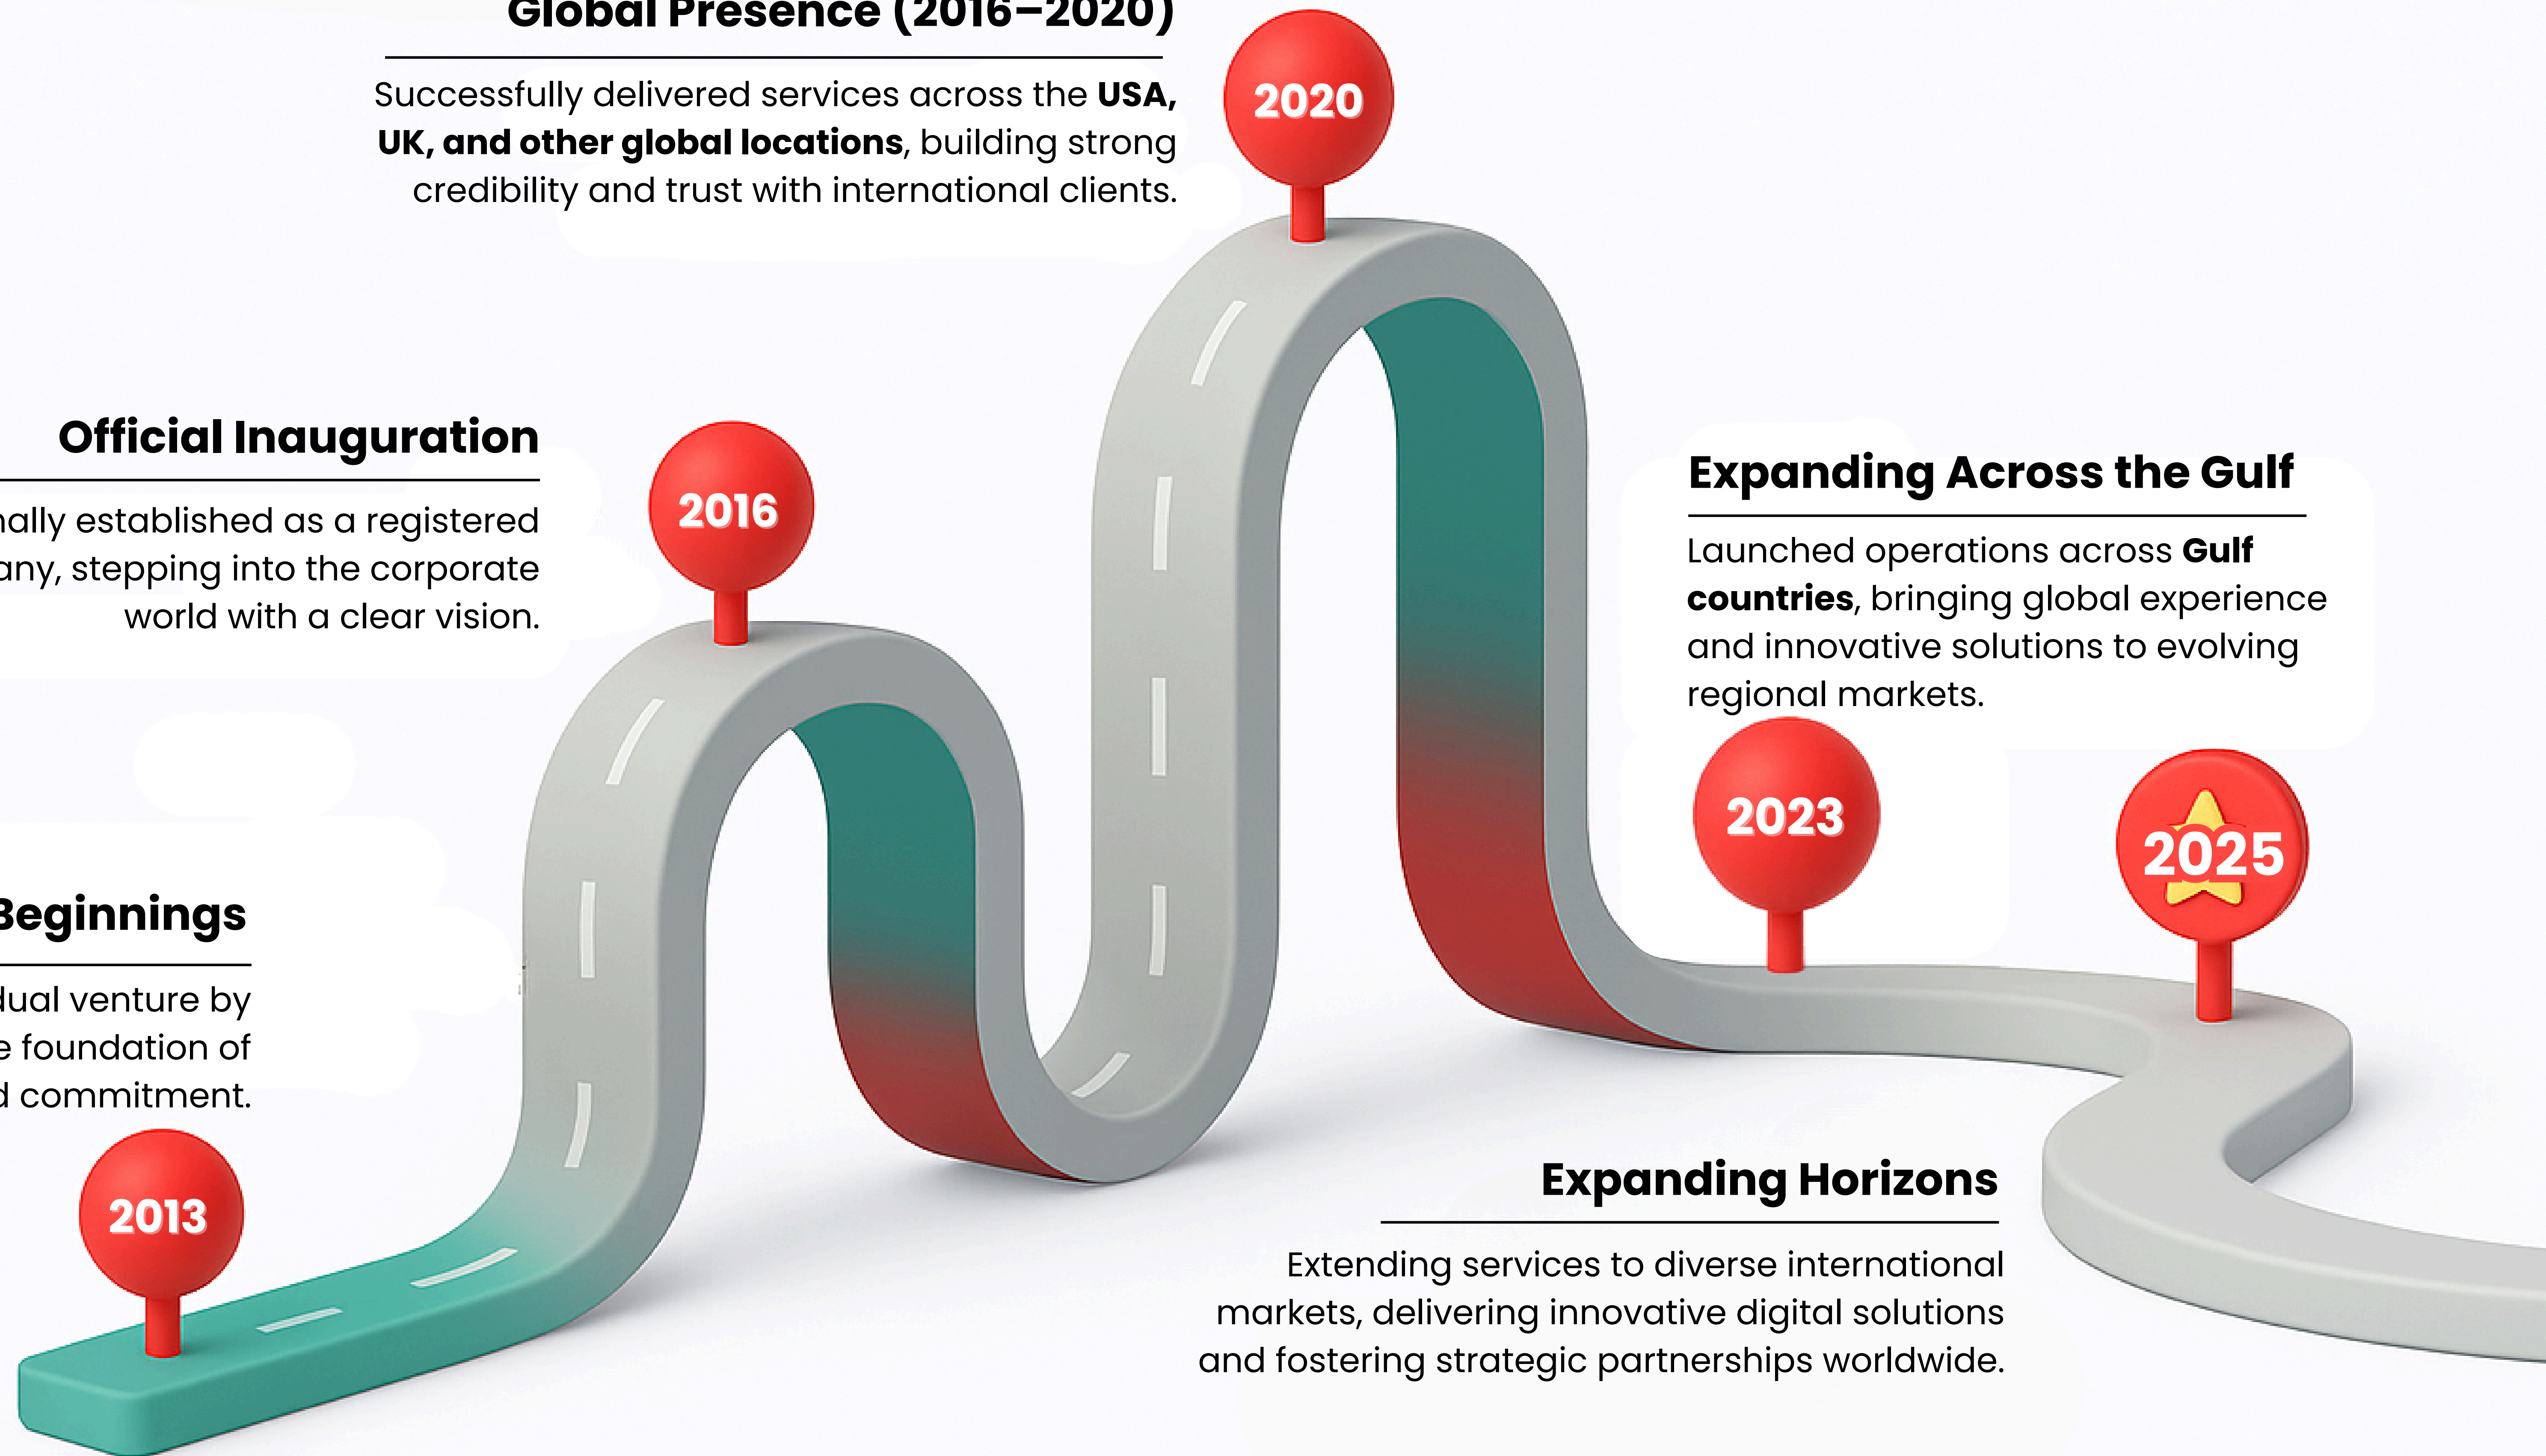 Global Presence (2016–2020)
Successfully delivered services across the USA,
UK, and other global locations, building strong
credibility and trust with international clients.
2020
Official Inauguration
established as a registered
stepping into the corporate
world with a clear vision.
2016
Expanding Across the Gulf
Launched operations across Gulf
countries, bringing global experience
and innovative solutions to evolving
regional markets.
2023
2025
Beginnings
venture by
foundation of
commitment.
2013
Expanding Horizons
Extending services to diverse international
markets, delivering innovative digital solutions
and fostering strategic partnerships worldwide.